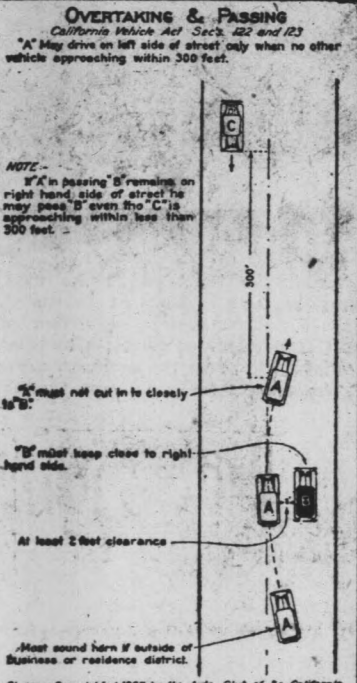 OVERTAKING & PASSING
California Vehicle Act Sec's. 122 and 123
"A" May drive on left side of street only when no other
vehicle approaching within 300 feet.
C
NOTE:-
If "A" in passing "B" remains on
right hand side of street he
may pass "B" even tho "C" is
approaching within less than
300 feet.
300'
A
"A" must not cut in to closely
to "B".
"B" must keep close to right
hand side.
A
B
At least 2 feet clearance
A
Must sound horn if outside of
business or residence district.